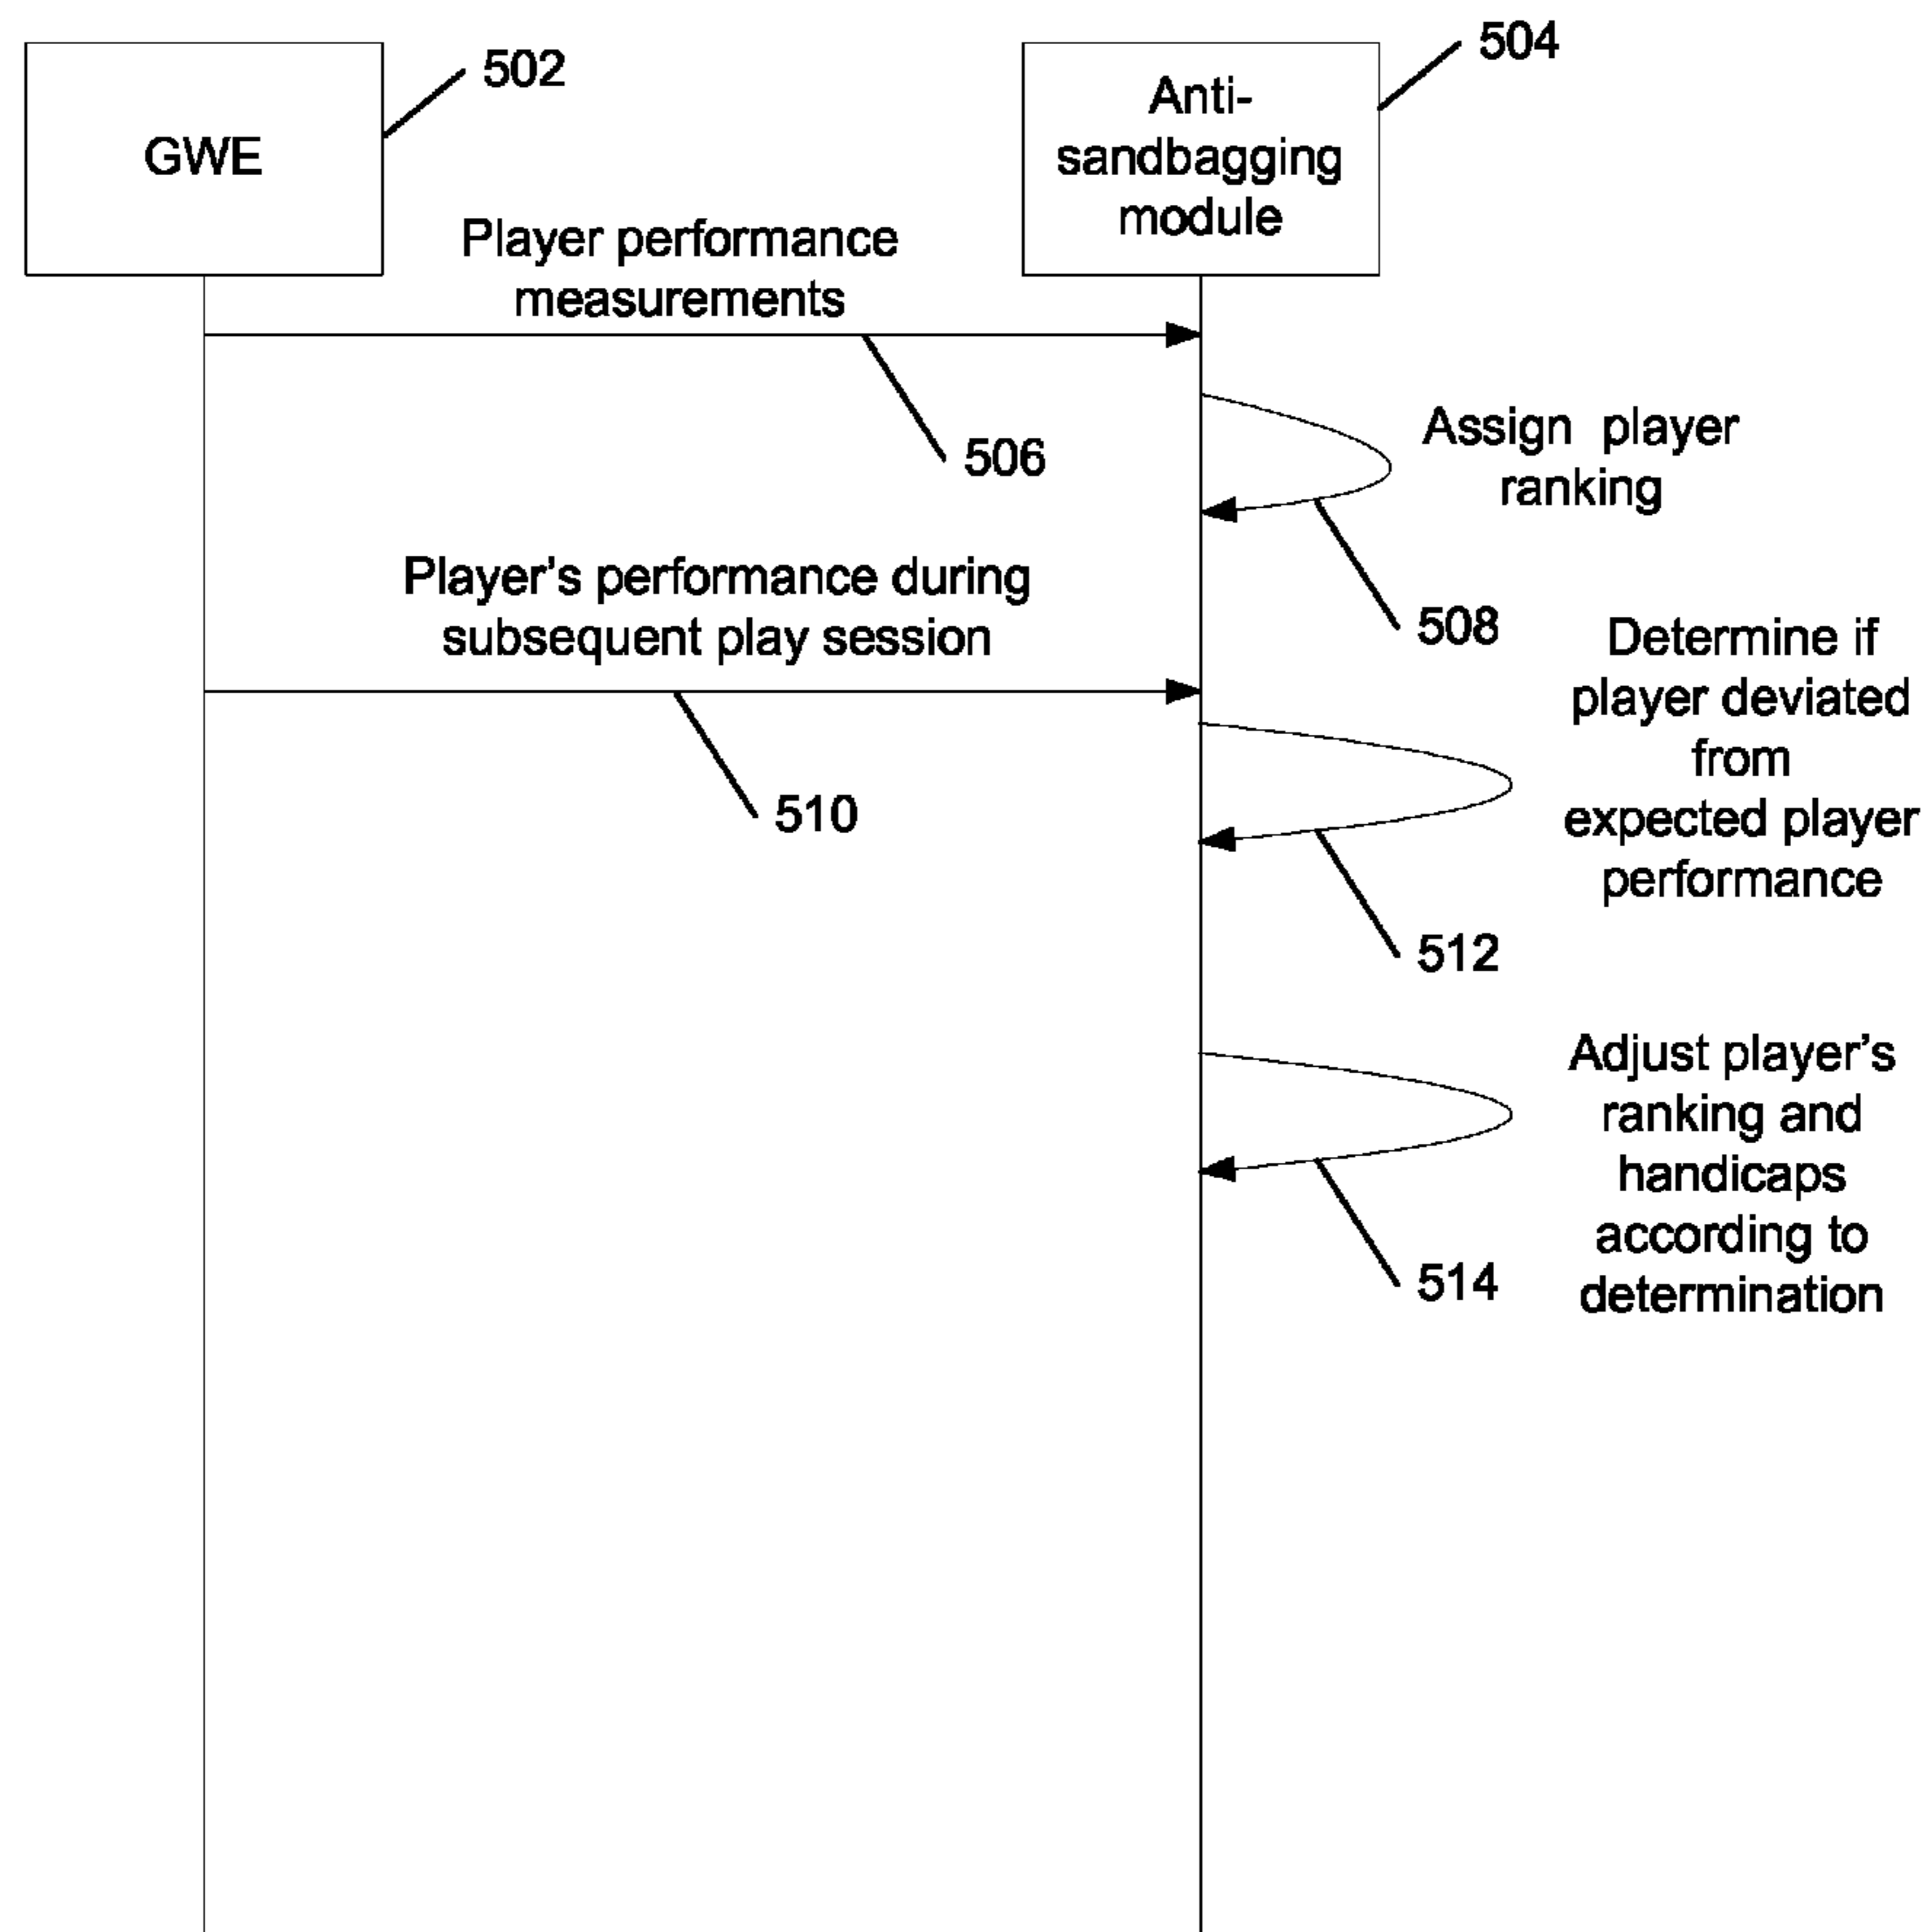 502
GWE
504
Anti-
sandbagging
module
Player performance
measurements
506
Assign player
ranking
508
Player's performance during
subsequent play session
510
Determine if
player deviated
from
expected player
performance
512
Adjust player's
ranking and
handicaps
according to
determination
514